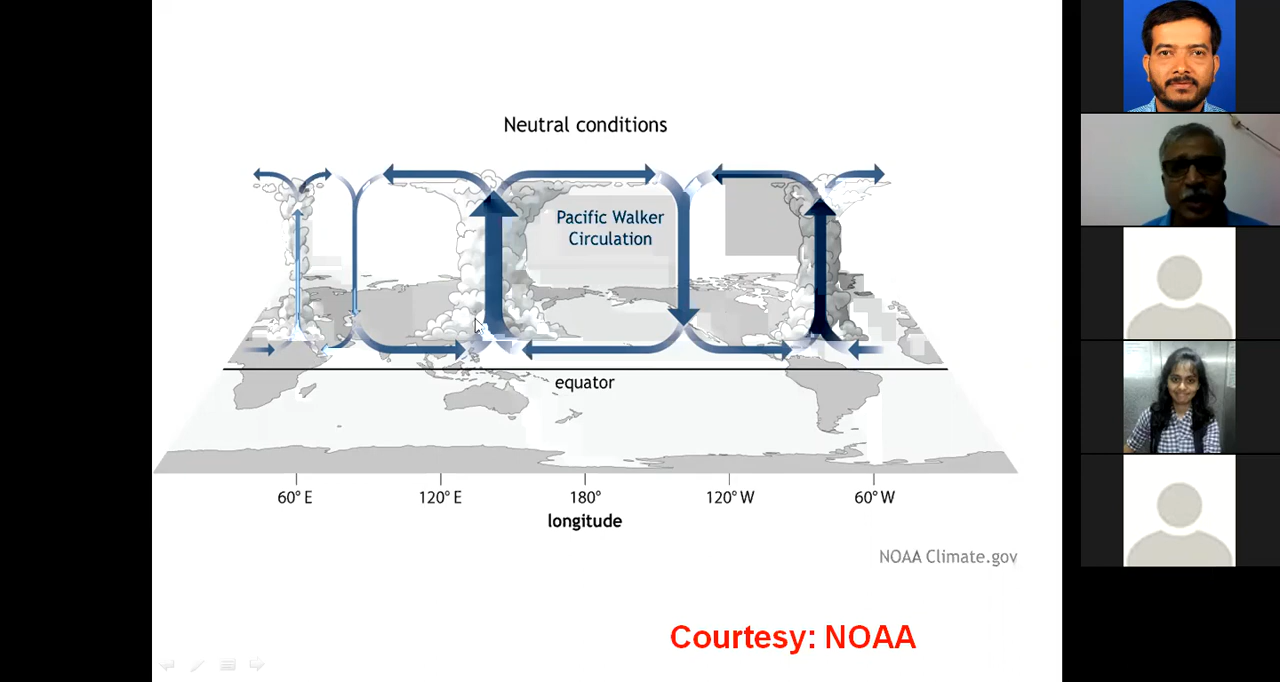 Neutral conditions
Pacific Walker
Circulation
equator
60° E 120° E 180° 120° W 60° W
longitude
NOAA Climate.gov
Courtesy: NOAA